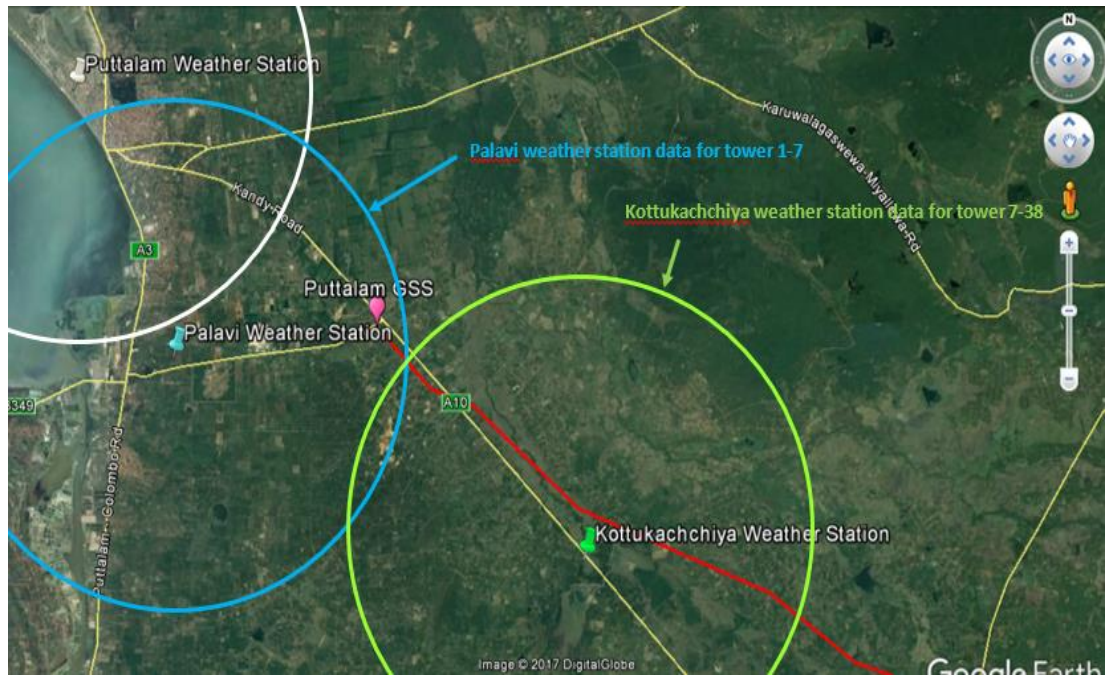 N
Puttalam Weather Station
Karuwalagaswewa-Miyallewa-Rd
Palavi weather station data for tower 1-7
Kandy-Road
Kottukachchiya weather station data for tower 7-38
A3
Puttalam GSS
Palavi Weather Station
A10
Puttalam---Colombo-Rd
Kottukachchiya Weather Station
Image © 2017 DigitalGlobe
Google Earth